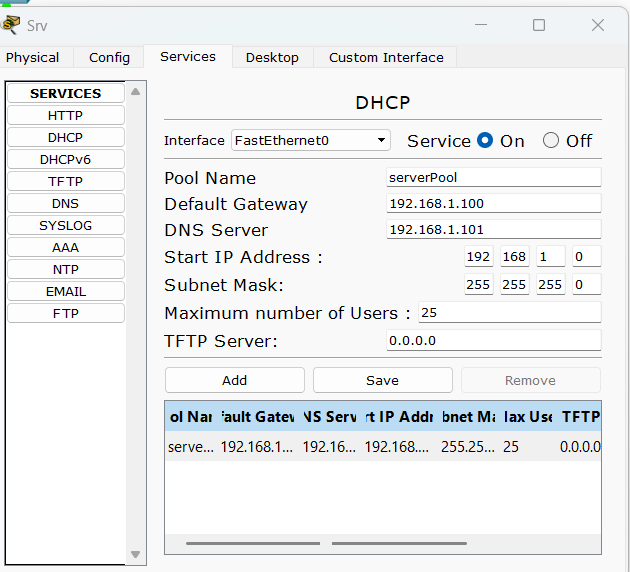 Srv
Physical Config Services Desktop Custom Interface
SERVICES
HTTP
DHCP
DHCPv6
TFTP
DNS
SYSLOG
AAA
NTP
EMAIL
FTP
DHCP
Interface FastEthernet0 Service On Off
Pool Name serverPool
Default Gateway 192.168.1.100
DNS Server 192.168.1.101
Start IP Address : 192 168 1 0
Subnet Mask: 255 255 255 0
Maximum number of Users : 25
TFTP Server: 0.0.0.0
Add Save Remove
ol Nar fault Gatew NS Serv rt IP Addr bnet Ma Max Use TFTP
serve... 192.168.1... 192.16... 192.168.... 255.25... 25 0.0.0.0